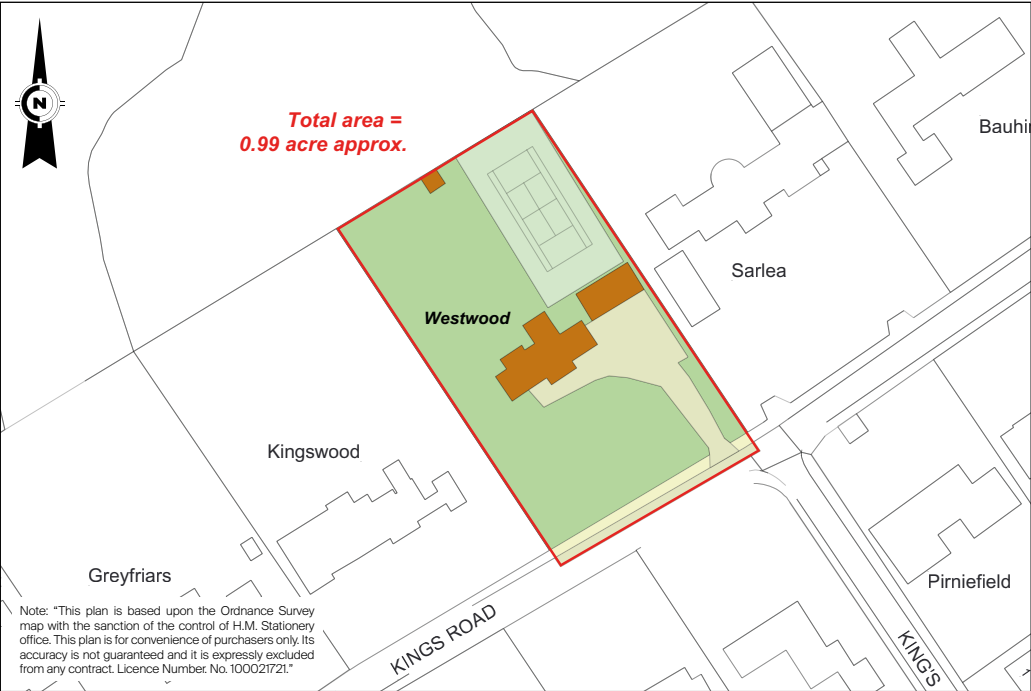 N
Total area =
0.99 acre approx.
Bauhi
Sarlea
Westwood
Kingswood
Greyfriars
Pirniefield
KINGS ROAD
KING'S
Note: “This plan is based upon the Ordnance Survey
map with the sanction of the control of H.M. Stationery
office. This plan is for convenience of purchasers only. Its
accuracy is not guaranteed and it is expressly excluded
from any contract. Licence Number. No. 100021721.”